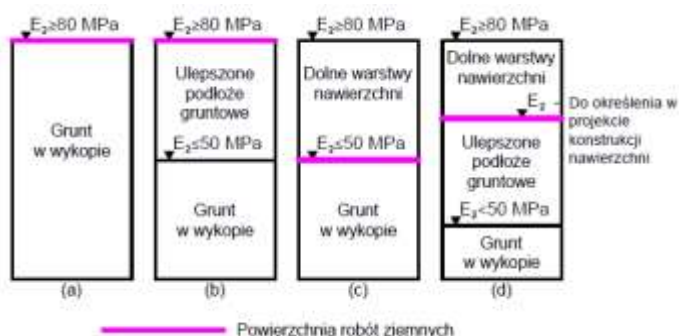 E₂≥80 MPa
Grunt
w wykopie
(a)
E₂≥80 MPa
Ulepszone
podłoże
gruntowe
E₂≤50 MPa
Grunt
w wykopie
(b)
E₂≥80 MPa
Dolne warstwy
nawierzchni
E₂≤50 MPa
Grunt
w wykopie
(c)
E₂≥80 MPa
Dolne warstwy
nawierzchni
E₂
Do określenia w
projekcie
konstrukcji
nawierzchni
Ulepszone
podłoże
gruntowe
E₂<50 MPa
Grunt
w wykopie
(d)
Powierzchnia robót ziemnych